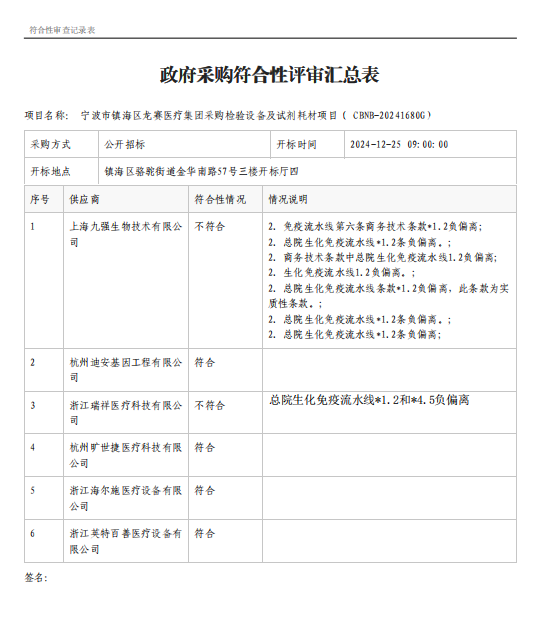 符合性审查记录表
政府采购符合性评审汇总表
项目名称: 宁波市镇海区龙赛医疗集团采购检验设备及试剂耗材项目( CBNB-20241680G)
采购方式 公开招标 开标时间 2024-12-25 09:00:00
开标地点 镇海区骆驼街道金华南路57号三楼开标厅四
序号 供应商 符合性情况 情况说明
1 上海九强生物技术有限公 不符合 2. 免疫流水线第六条商务技术条款*1.2负偏离;
司 2. 总院生化免疫流水线*1.2条负偏离。;
2. 商务技术条款中总院生化免疫流水线1.2负偏离;
2. 生化免疫流水线1.2负偏离。;
2. 总院生化免疫流水线条款*1.2负偏离, 此条款为实
质性条款。;
2. 总院生化免疫流水线*1.2条负偏离。;
2. 总院生化免疫流水线*1.2条负偏离;
2 杭州迪安基因工程有限公 符合
司
3 浙江瑞祥医疗科技有限公 不符合 总院生化免疫流水线*1.2和*4.5负偏离
司
4 杭州旷世捷医疗科技有限 符合
公司
5 浙江海尔施医疗设备有限 符合
公司
6 浙江英特百善医疗设备有 符合
限公司
签名: